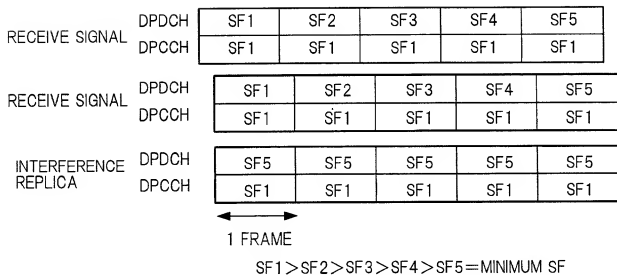 RECEIVE SIGNAL DPDCH SF1 SF2 SF3 SF4 SF5
DPCCH SF1 SF1 SF1 SF1 SF1
RECEIVE SIGNAL DPDCH SF1 SF2 SF3 SF4 SF5
DPCCH SF1 SF1 SF1 SF1 SF1
INTERFERENCE REPLICA DPDCH SF5 SF5 SF5 SF5 SF5
DPCCH SF1 SF1 SF1 SF1 SF1
1 FRAME
SF1>SF2>SF3>SF4>SF5=MINIMUM SF